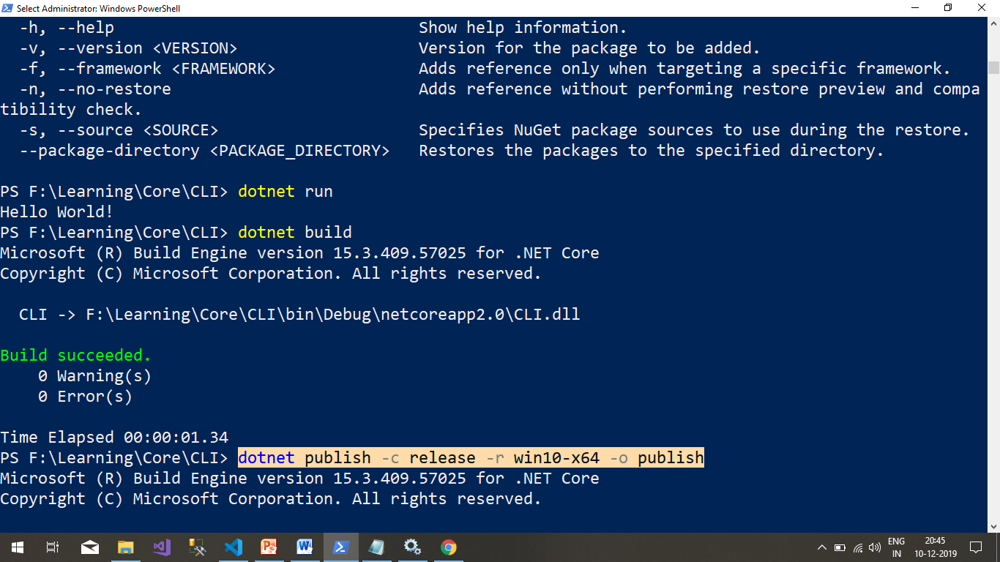 Select Administrator: Windows PowerShell
-h, --help Show help information.
-v, --version <VERSION> Version for the package to be added.
-f, --framework <FRAMEWORK> Adds reference only when targeting a specific framework.
-n, --no-restore Adds reference without performing restore preview and compa
tibility check.
-s, --source <SOURCE> Specifies NuGet package sources to use during the restore.
--package-directory <PACKAGE_DIRECTORY> Restores the packages to the specified directory.
PS F:\Learning\Core\CLI> dotnet run
Hello World!
PS F:\Learning\Core\CLI> dotnet build
Microsoft (R) Build Engine version 15.3.409.57025 for .NET Core
Copyright (C) Microsoft Corporation. All rights reserved.
CLI -> F:\Learning\Core\CLI\bin\Debug\netcoreapp2.0\CLI.dll
Build succeeded.
0 Warning(s)
0 Error(s)
Time Elapsed 00:00:01.34
PS F:\Learning\Core\CLI> dotnet publish -c release -r win10-x64 -o publish
Microsoft (R) Build Engine version 15.3.409.57025 for .NET Core
Copyright (C) Microsoft Corporation. All rights reserved.
ENG 20:45
IN 10-12-2019